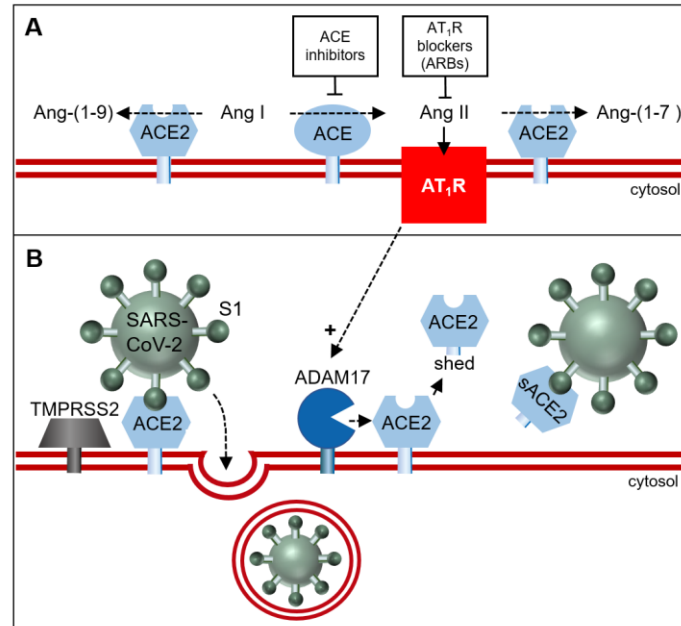 A
ACE
inhibitors
AT₁R
blockers
(ARBs)
Ang-(1-9)
ACE2
Ang I
ACE
Ang II
ACE2
Ang-(1-7 )
AT₁R
cytosol
B
SARS-
CoV-2
S1
TMPRSS2
ACE2
+
ADAM17
ACE2
ACE2
shed
sACE2
cytosol